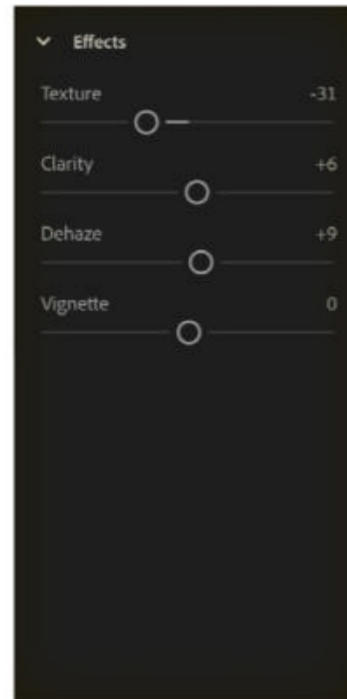 Effects
Texture -31
Clarity +6
Dehaze +9
Vignette 0